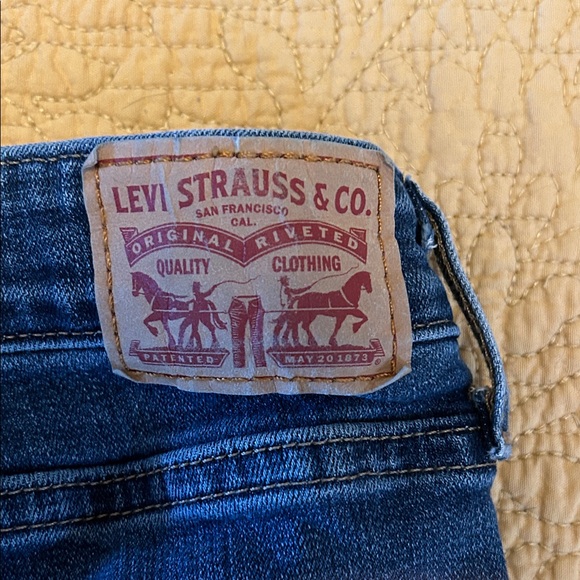 LEVI STRAUSS & CO.
SAN FRANCISCO
CAL.
ORIGINAL RIVETED
QUALITY CLOTHING
PATENTED MAY 20 1873
®